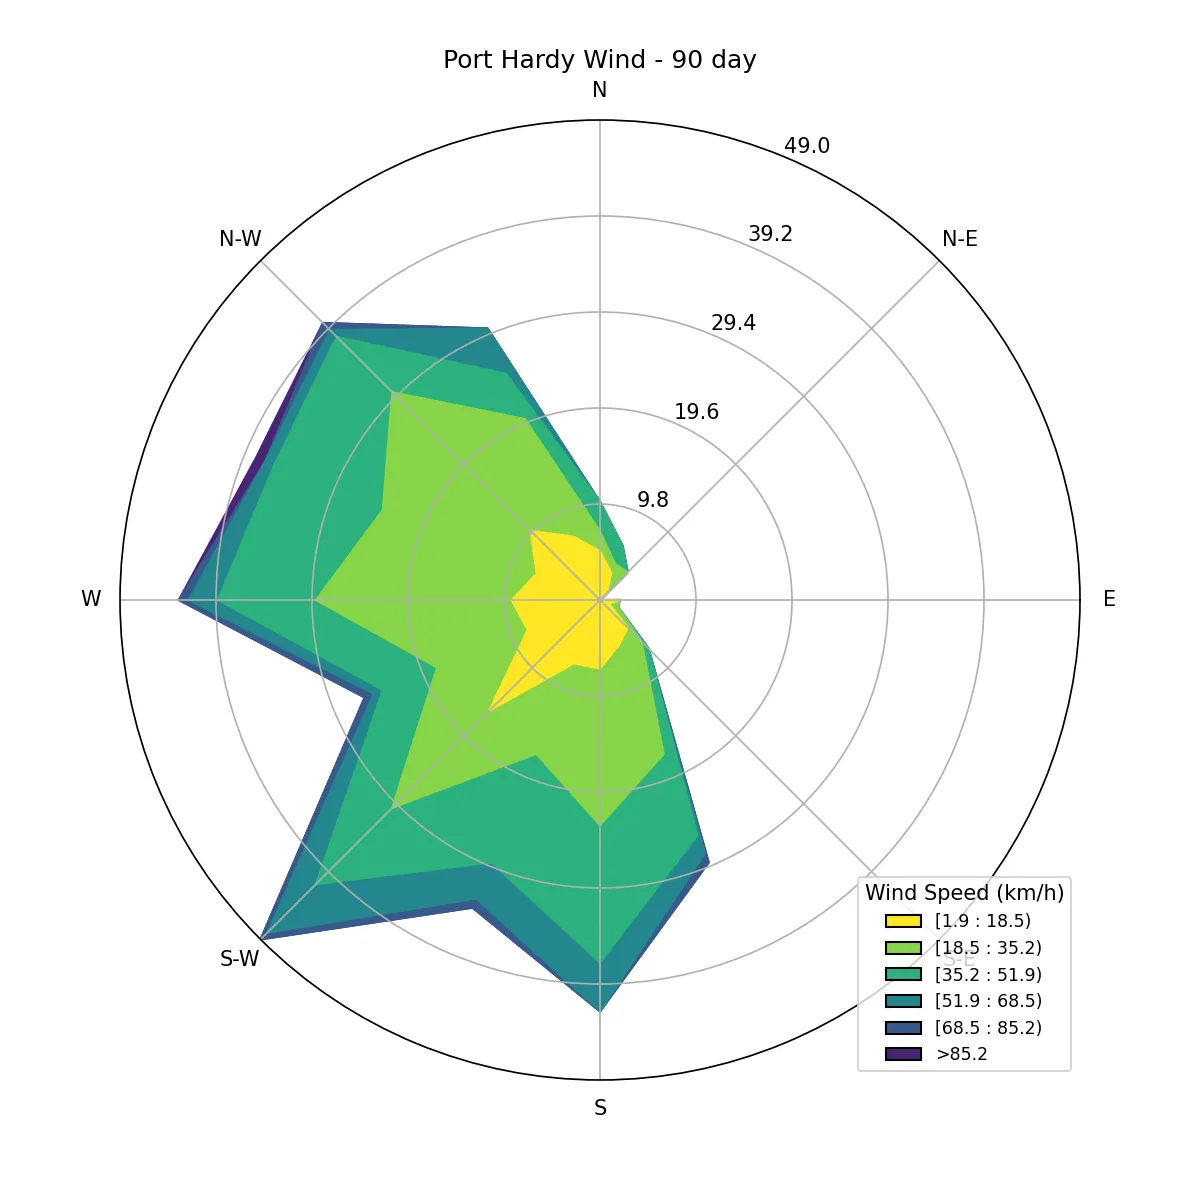 Port Hardy Wind - 90 day
N
49.0
N-W
39.2
N-E
29.4
19.6
9.8
W
E
S-W
S-E
S
Wind Speed (km/h)
[1.9 : 18.5)
[18.5 : 35.2)
[35.2 : 51.9)
[51.9 : 68.5)
[68.5 : 85.2)
>85.2